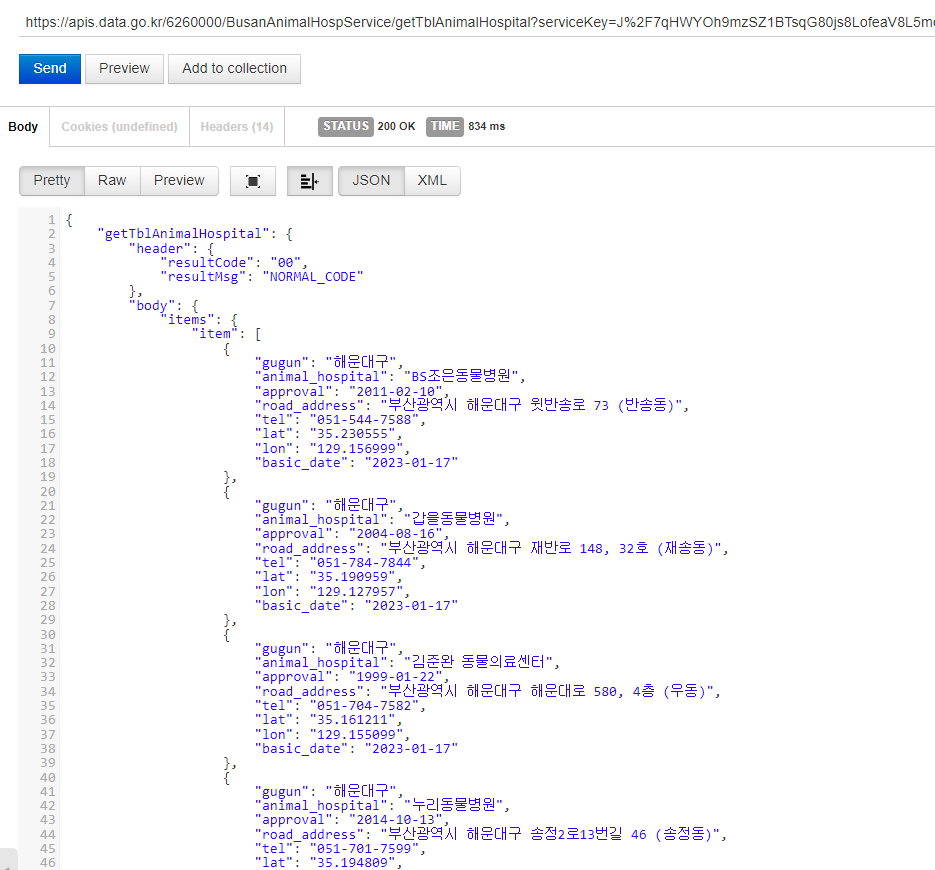 https://apis.data.go.kr/6260000/BusanAnimalHospService/getTblAnimalHospital?serviceKey=J%2F7qHWYOh9mzSZ1BTsqG80js8LofeaV8L5m
Send Preview Add to collection
Body Cookies (undefined) Headers (14) STATUS 200 OK TIME 834 ms
Pretty Raw Preview JSON XML
1 {
2 "getTblAnimalHospital": {
3 "header": {
4 "resultCode": "00",
5 "resultMsg": "NORMAL_CODE"
6 },
7 "body": {
8 "items": {
9 "item": [
10 {
11 "gugun": "해운대구",
12 "animal_hospital": "BS조은동물병원",
13 "approval": "2011-02-10",
14 "road_address": "부산광역시 해운대구 윗반송로 73 (반송동)",
15 "tel": "051-544-7588",
16 "lat": "35.230555",
17 "lon": "129.156999",
18 "basic_date": "2023-01-17"
19 },
20 {
21 "gugun": "해운대구",
22 "animal_hospital": "갑을동물병원",
23 "approval": "2004-08-16",
24 "road_address": "부산광역시 해운대구 재반로 148, 32호 (재송동)",
25 "tel": "051-784-7844",
26 "lat": "35.190959",
27 "lon": "129.127957",
28 "basic_date": "2023-01-17"
29 },
30 {
31 "gugun": "해운대구",
32 "animal_hospital": "김준완 동물의료센터",
33 "approval": "1999-01-22",
34 "road_address": "부산광역시 해운대구 해운대로 580, 4층 (우동)",
35 "tel": "051-704-7582",
36 "lat": "35.161211",
37 "lon": "129.155099",
38 "basic_date": "2023-01-17"
39 },
40 {
41 "gugun": "해운대구",
42 "animal_hospital": "누리동물병원",
43 "approval": "2014-10-13",
44 "road_address": "부산광역시 해운대구 송정2로13번길 46 (송정동)",
45 "tel": "051-701-7599",
46 "lat": "35.194809",